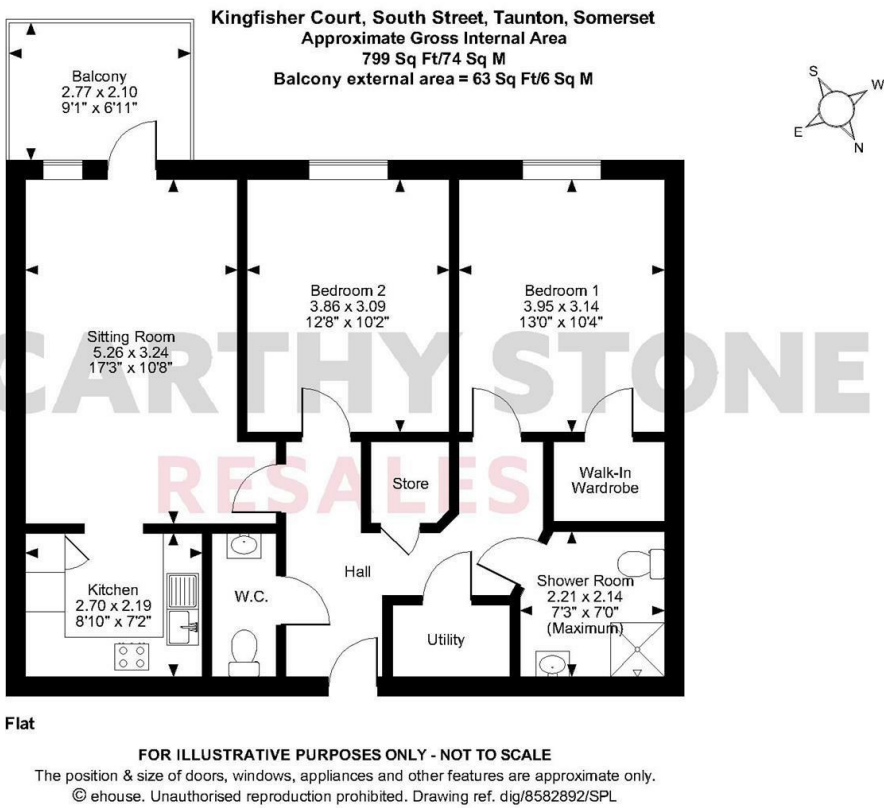 Kingfisher Court, South Street, Taunton, Somerset
Approximate Gross Internal Area
799 Sq Ft/74 Sq M
Balcony external area = 63 Sq Ft/6 Sq M
Balcony
2.77 x 2.10
9'1" x 6'11"
S
W
E
N
Bedroom 2
3.86 x 3.09
12'8" x 10'2"
Bedroom 1
3.95 x 3.14
13'0" x 10'4"
Sitting Room
5.26 x 3.24
17'3" x 10'8"
CARTHY STONE
RESALES
Store
Walk-In
Wardrobe
Hall
Kitchen
2.70 x 2.19
8'10" x 7'2"
W.C.
Utility
Shower Room
2.21 x 2.14
7'3" x 7'0"
(Maximum)
Flat
FOR ILLUSTRATIVE PURPOSES ONLY - NOT TO SCALE
The position & size of doors, windows, appliances and other features are approximate only.
© ehouse. Unauthorised reproduction prohibited. Drawing ref. dig/8582892/SPL